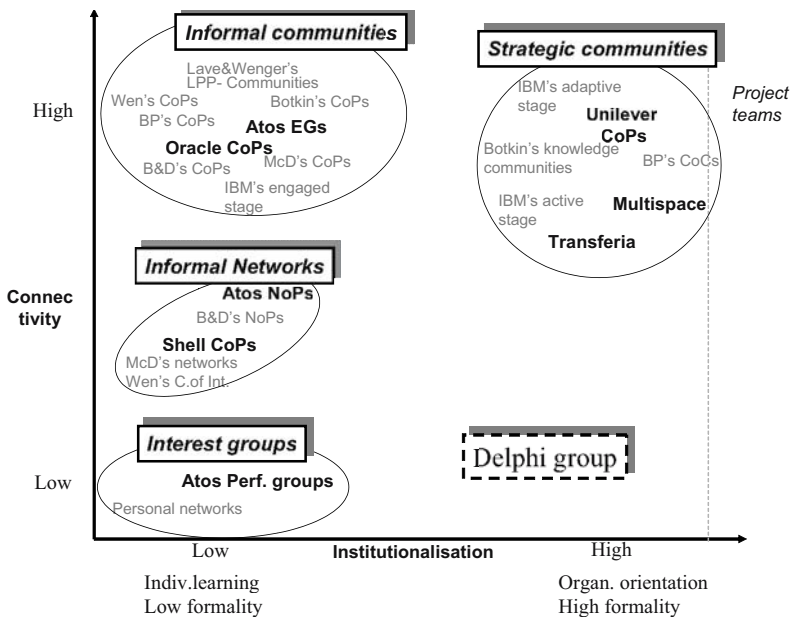 Informal communities
Lave&Wenger's
LPP- Communities
Wen's CoPs
Botkin's CoPs
BP's CoPs
Atos EGs
Oracle CoPs
B&D's CoPs
McD's CoPs
IBM's engaged
stage
Strategic communities
IBM's adaptive
stage
Unilever
CoPs
Botkin's knowledge
communities
BP's CoCs
IBM's active
stage
Multispace
Transferia
Project
teams
High
Informal Networks
Atos NoPs
B&D's NoPs
Shell CoPs
McD's networks
Wen's C.of Int.
Connec
tivity
Interest groups
Atos Perf. groups
Personal networks
Delphi group
Low
Low
Institutionalisation
High
Indiv.learning
Low formality
Organ. orientation
High formality